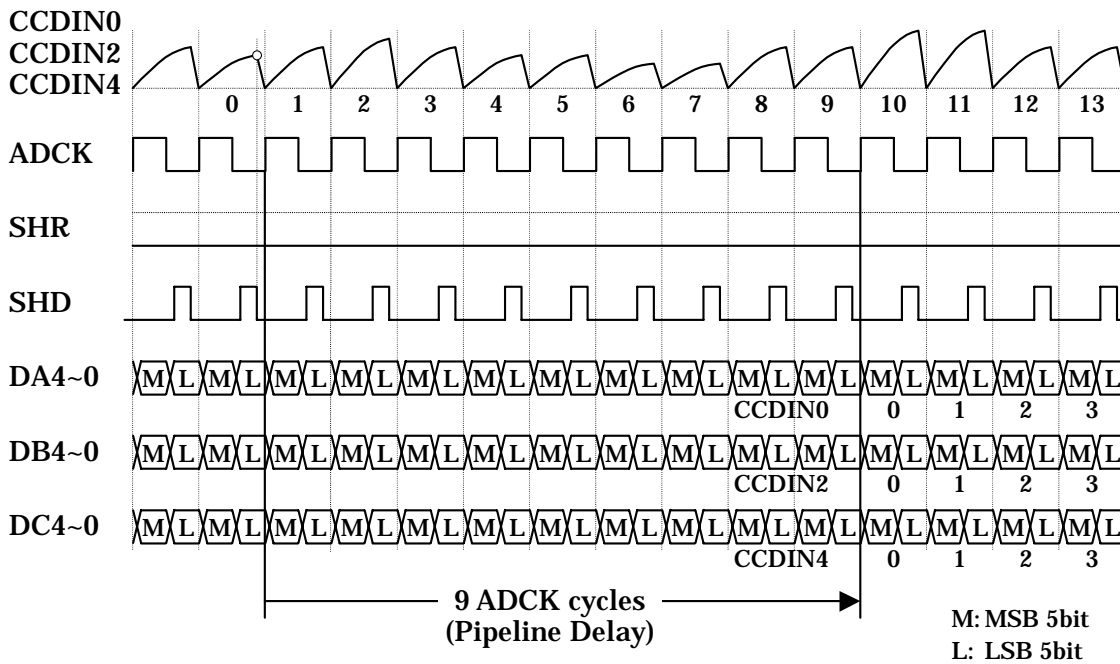 CCDIN0
CCDIN2
CCDIN4
0 1 2 3 4 5 6 7 8 9 10 11 12 13
ADCK
SHR
SHD
DA4~0 M L M L M L M L M L M L M L M L M L M L M L M L M L M L M L
CCDIN0 0 1 2 3
DB4~0 M L M L M L M L M L M L M L M L M L M L M L M L M L M L M L
CCDIN2 0 1 2 3
DC4~0 M L M L M L M L M L M L M L M L M L M L M L M L M L M L M L
CCDIN4 0 1 2 3
9 ADCK cycles
(Pipeline Delay)
M: MSB 5bit
L: LSB 5bit